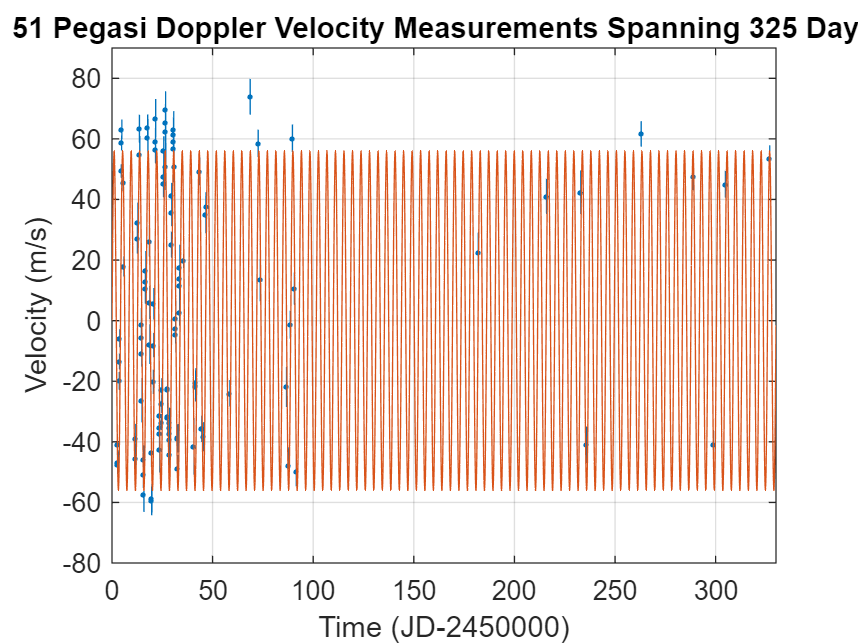 51 Pegasi Doppler Velocity Measurements Spanning 325 Day
80
60
40
20
0
-20
-40
-60
-80
Velocity (m/s)
0 50 100 150 200 250 300
Time (JD-2450000)